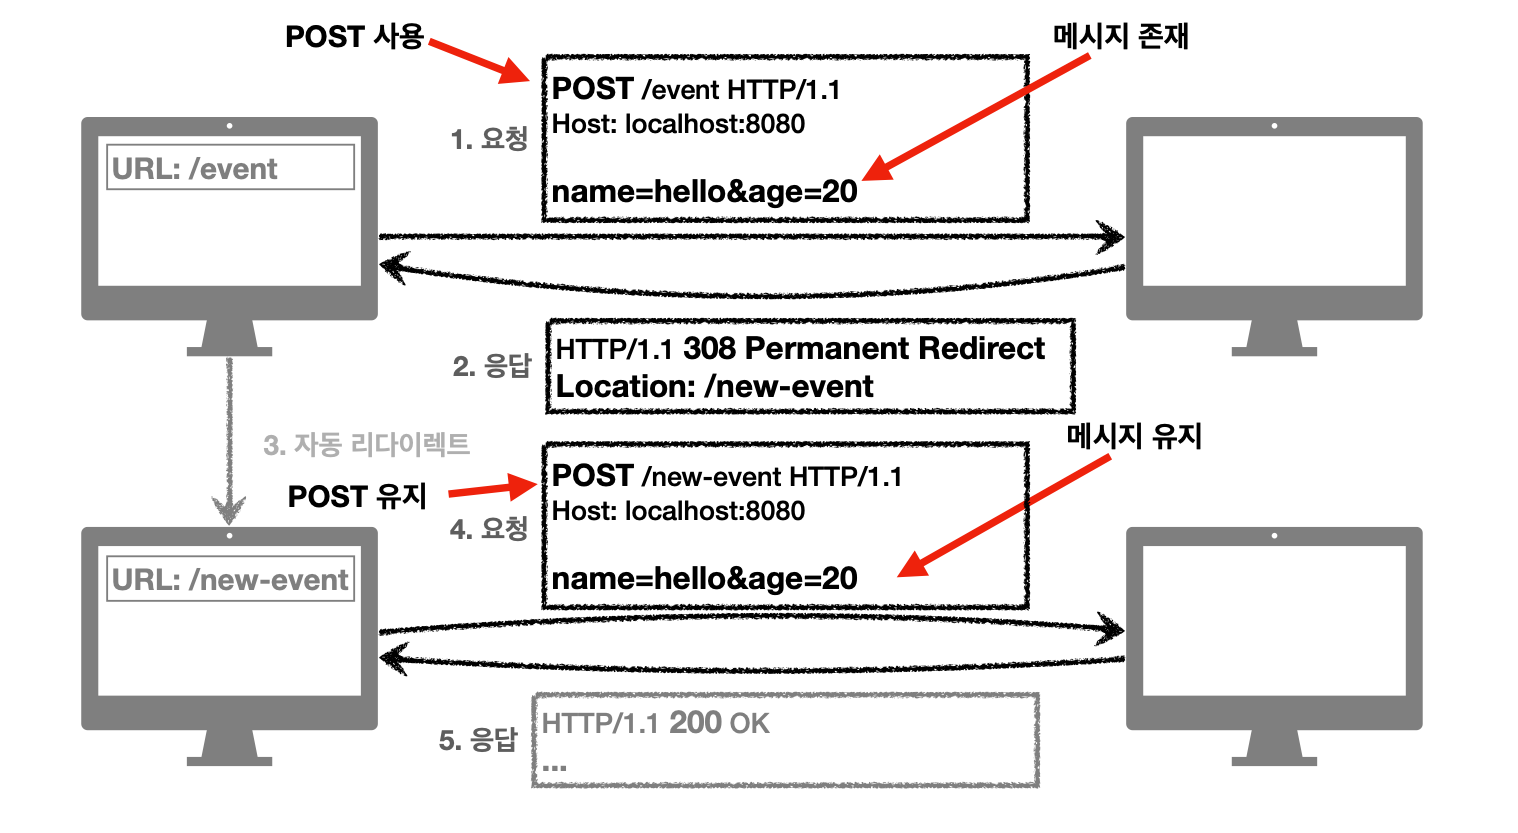 POST 사용
메시지 존재
POST /event HTTP/1.1
Host: localhost:8080
1. 요청
name=hello&age=20
URL: /event
2. 응답
HTTP/1.1 308 Permanent Redirect
Location: /new-event
3. 자동 리다이렉트
메시지 유지
POST 유지
POST /new-event HTTP/1.1
Host: localhost:8080
4. 요청
name=hello&age=20
URL: /new-event
5. 응답
HTTP/1.1 200 OK
...